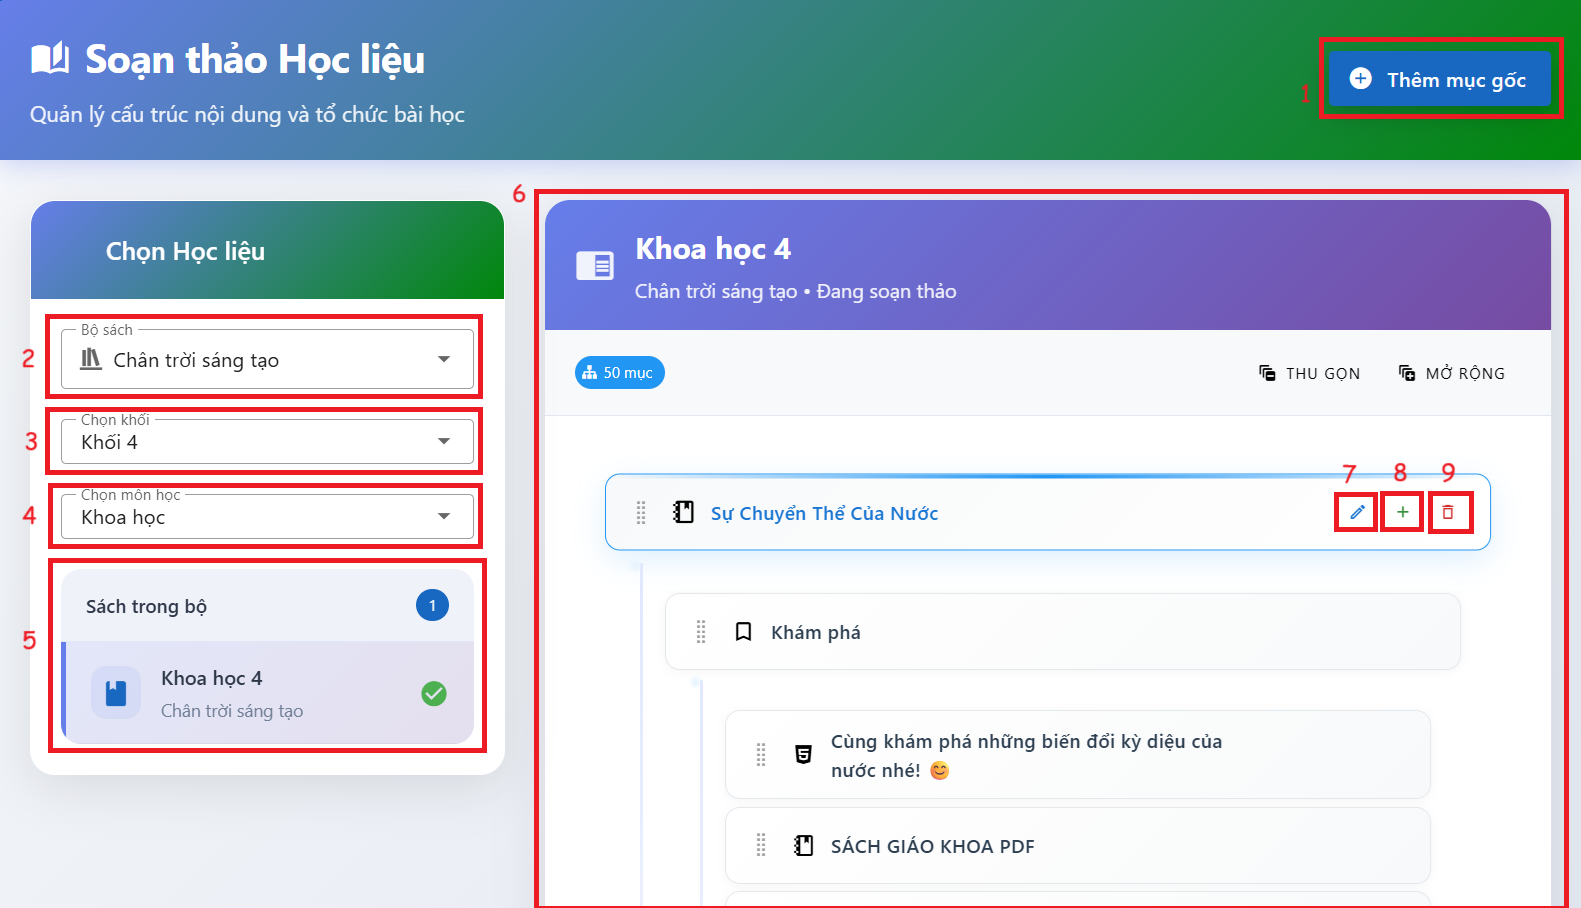 Soạn thảo Học liệu
Quản lý cấu trúc nội dung và tổ chức bài học
1
Thêm mục gốc
Chọn Học liệu
2
Bộ sách
Chân trời sáng tạo
3
Chọn khối
Khối 4
4
Chọn môn học
Khoa học
5
Sách trong bộ
1
Khoa học 4
Chân trời sáng tạo
6
Khoa học 4
Chân trời sáng tạo • Đang soạn thảo
50 mục
THU GỌN
MỞ RỘNG
7 8 9
Sự Chuyển Thể Của Nước
Khám phá
Cùng khám phá những biến đổi kỳ diệu của
nước nhé! 😊
SÁCH GIÁO KHOA PDF